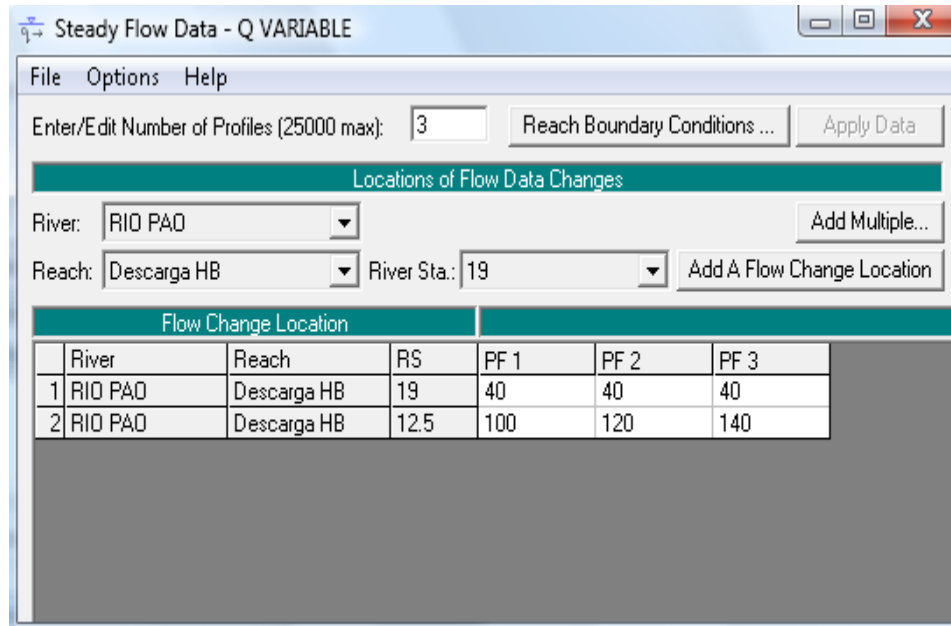 Steady Flow Data - Q VARIABLE
File Options Help
Enter/Edit Number of Profiles (25000 max): 3 Reach Boundary Conditions ... Apply Data
Locations of Flow Data Changes
River: RIO PAO Add Multiple...
Reach: Descarga HB River Sta.: 19 Add A Flow Change Location
Flow Change Location
River Reach RS PF 1 PF 2 PF 3
1 RIO PAO Descarga HB 19 40 40 40
2 RIO PAO Descarga HB 12.5 100 120 140